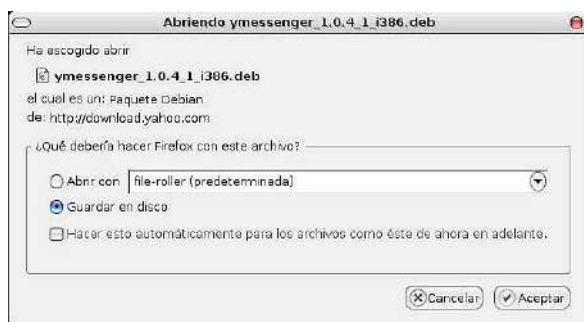 Abriendo ymessenger_1.0.4_1_i386.deb
Ha escogido abrir
ymessenger_1.0.4_1_i386.deb
el cual es un: Paquete Debian
de: http://download.yahoo.com
¿Qué debería hacer Firefox con este archivo?
Abrir con file-roller (predeterminada)
Guardar en disco
Hacer esto automáticamente para los archivos como éste de ahora en adelante.
Cancelar Aceptar